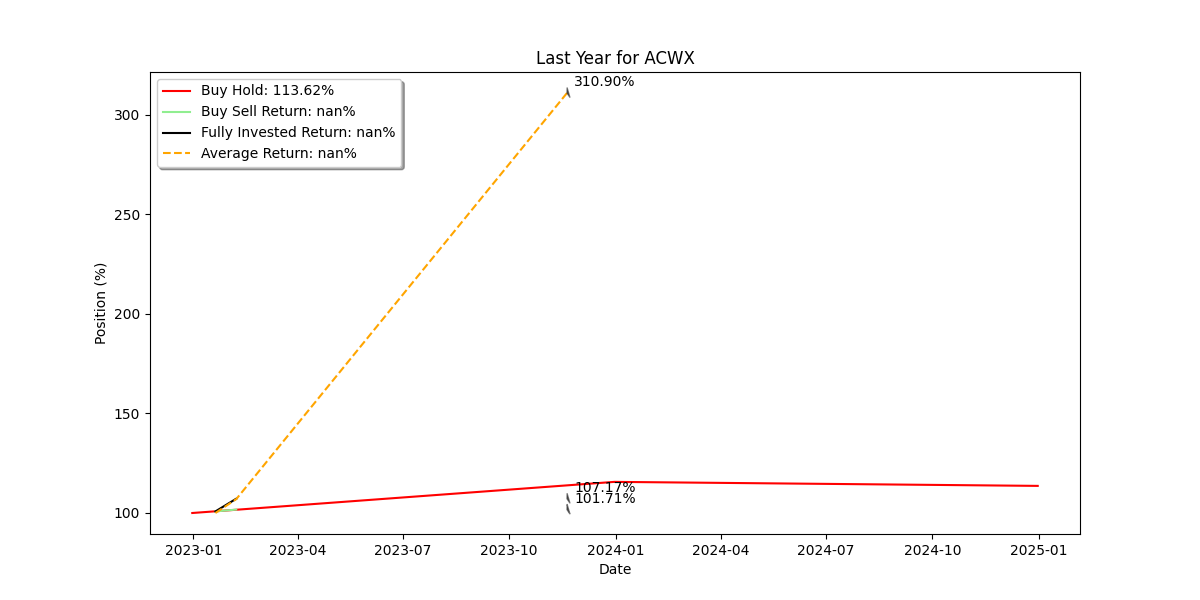 Last Year for ACWX
310.90%
Buy Hold: 113.62%
Buy Sell Return: nan%
Fully Invested Return: nan%
Average Return: nan%
300
250
200
150
100
Position (%)
107.17%
101.71%
2023-01 2023-04 2023-07 2023-10 2024-01 2024-04 2024-07 2024-10 2025-01
Date